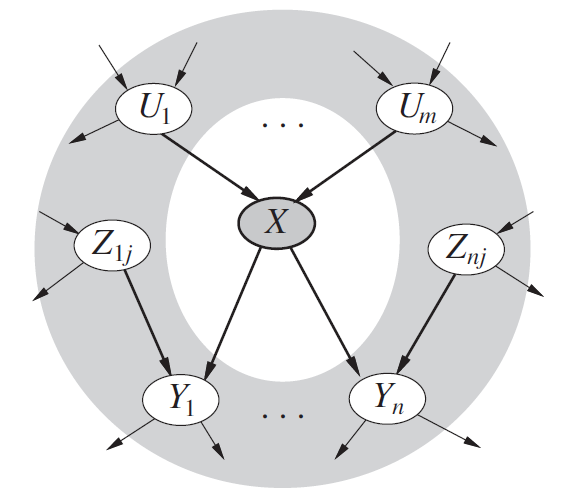 U1 . . . Um
X
Z1j Znj
Y1 . . . Yn